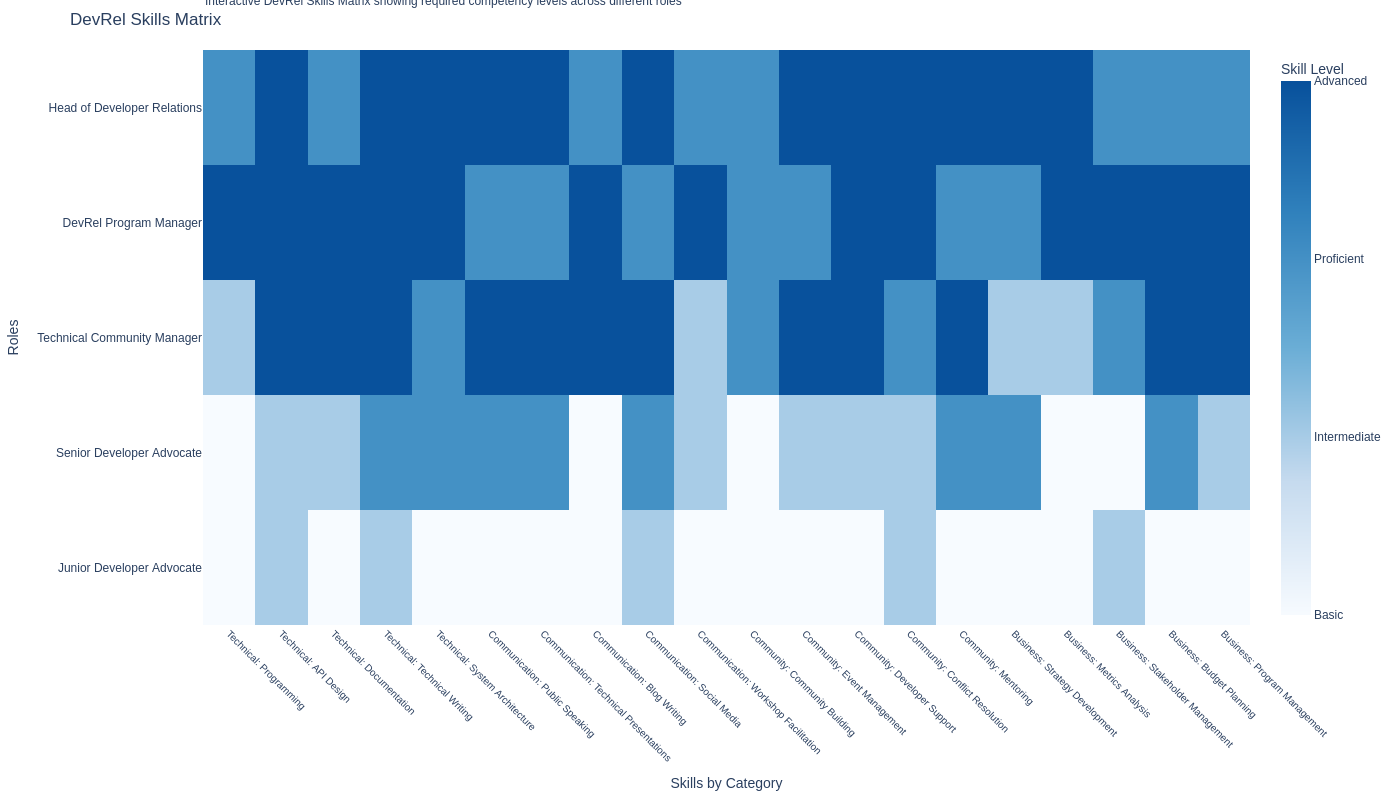 Interactive DevRel Skills Matrix showing required competency levels across different roles
DevRel Skills Matrix
Skill Level
Advanced
Proficient
Intermediate
Basic
Roles
Head of Developer Relations
DevRel Program Manager
Technical Community Manager
Senior Developer Advocate
Junior Developer Advocate
Technical: Programming
Technical: API Design
Technical: Documentation
Technical: Technical Writing
Technical: System Architecture
Communication: Public Speaking
Communication: Technical Presentations
Communication: Blog Writing
Communication: Social Media
Communication: Workshop Facilitation
Community: Community Building
Community: Event Management
Community: Developer Support
Community: Conflict Resolution
Community: Mentoring
Business: Strategy Development
Business: Metrics Analysis
Business: Stakeholder Management
Business: Budget Planning
Business: Program Management
Skills by Category